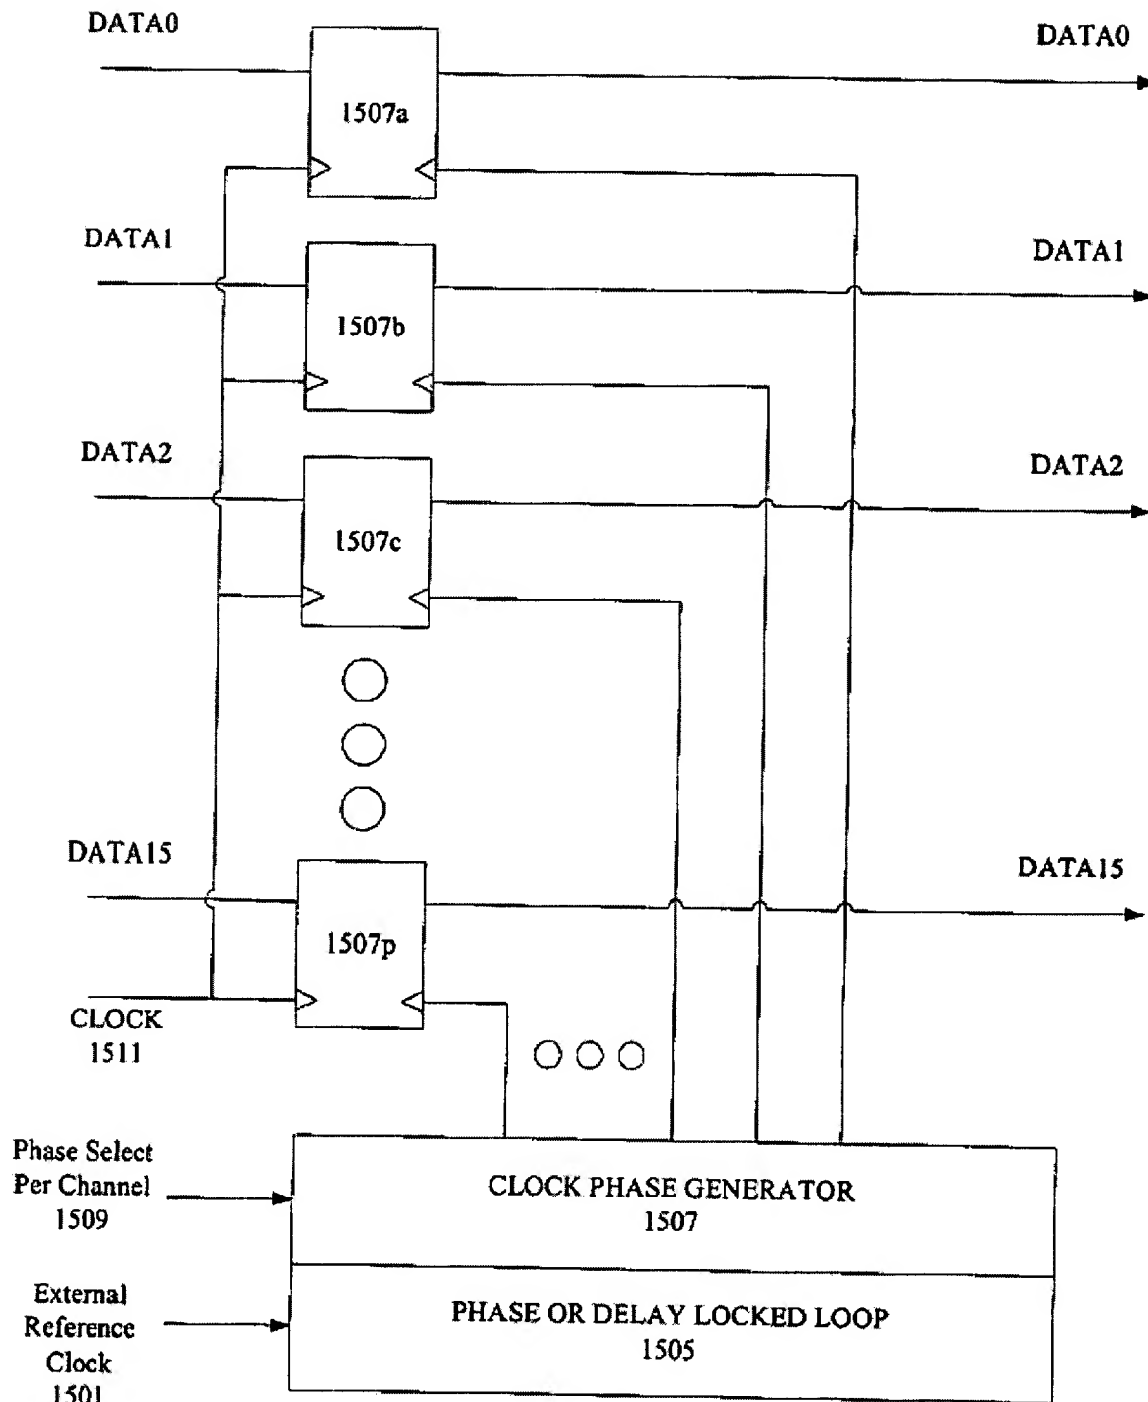 DATA0
DATA0
1507a
DATA1
DATA1
1507b
DATA2
DATA2
1507c
DATA15
DATA15
1507p
CLOCK
1511
Phase Select
Per Channel
1509
CLOCK PHASE GENERATOR
1507
External
Reference
Clock
1501
PHASE OR DELAY LOCKED LOOP
1505